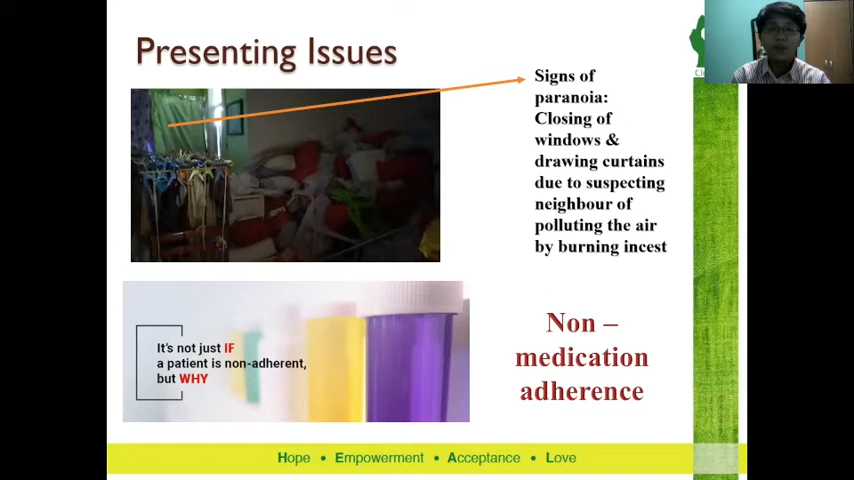 Presenting Issues
Signs of
paranoia:
Closing of
windows &
drawing curtains
due to suspecting
neighbour of
polluting the air
by burning incest
It's not just IF
a patient is non-adherent,
but WHY
Non –
medication
adherence
Hope • Empowerment • Acceptance • Love